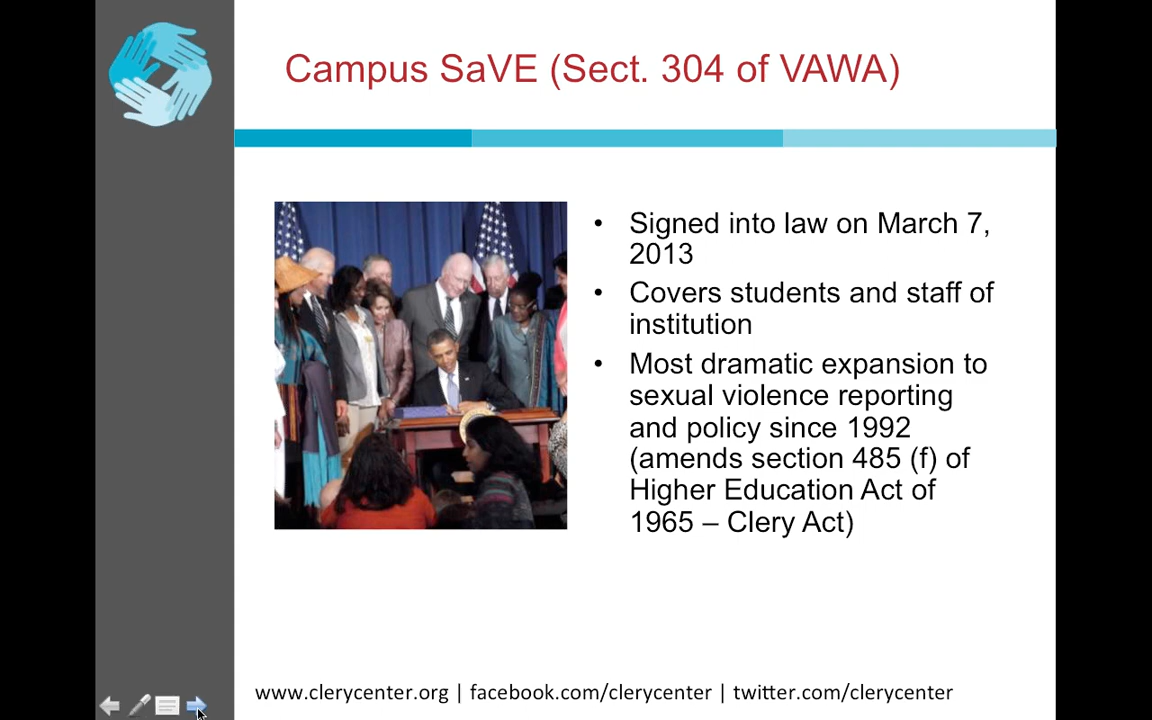 Campus SaVE (Sect. 304 of VAWA)
• Signed into law on March 7,
2013
• Covers students and staff of
institution
• Most dramatic expansion to
sexual violence reporting
and policy since 1992
(amends section 485 (f) of
Higher Education Act of
1965 – Clery Act)
www.clerycenter.org | facebook.com/clerycenter | twitter.com/clerycenter